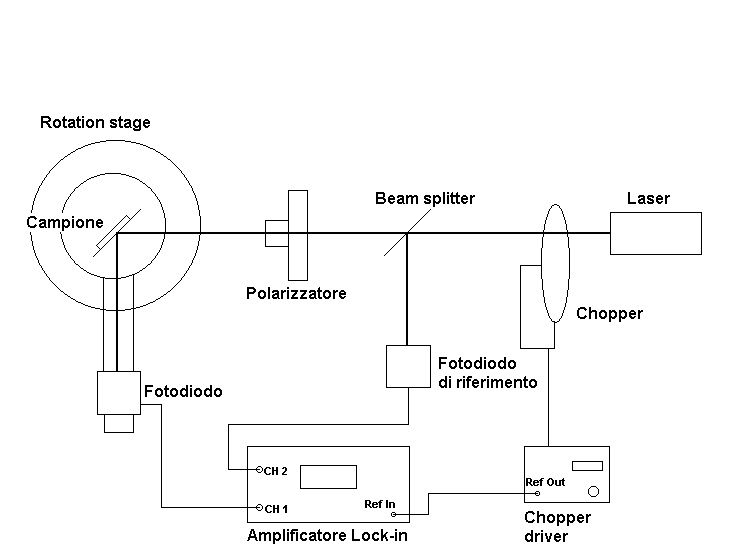 Rotation stage
Beam splitter
Laser
Campione
Polarizzatore
Chopper
Fotodiodo
Fotodiodo
di riferimento
CH 2
CH 1
Ref In
Ref Out
Amplificatore Lock-in
Chopper
driver